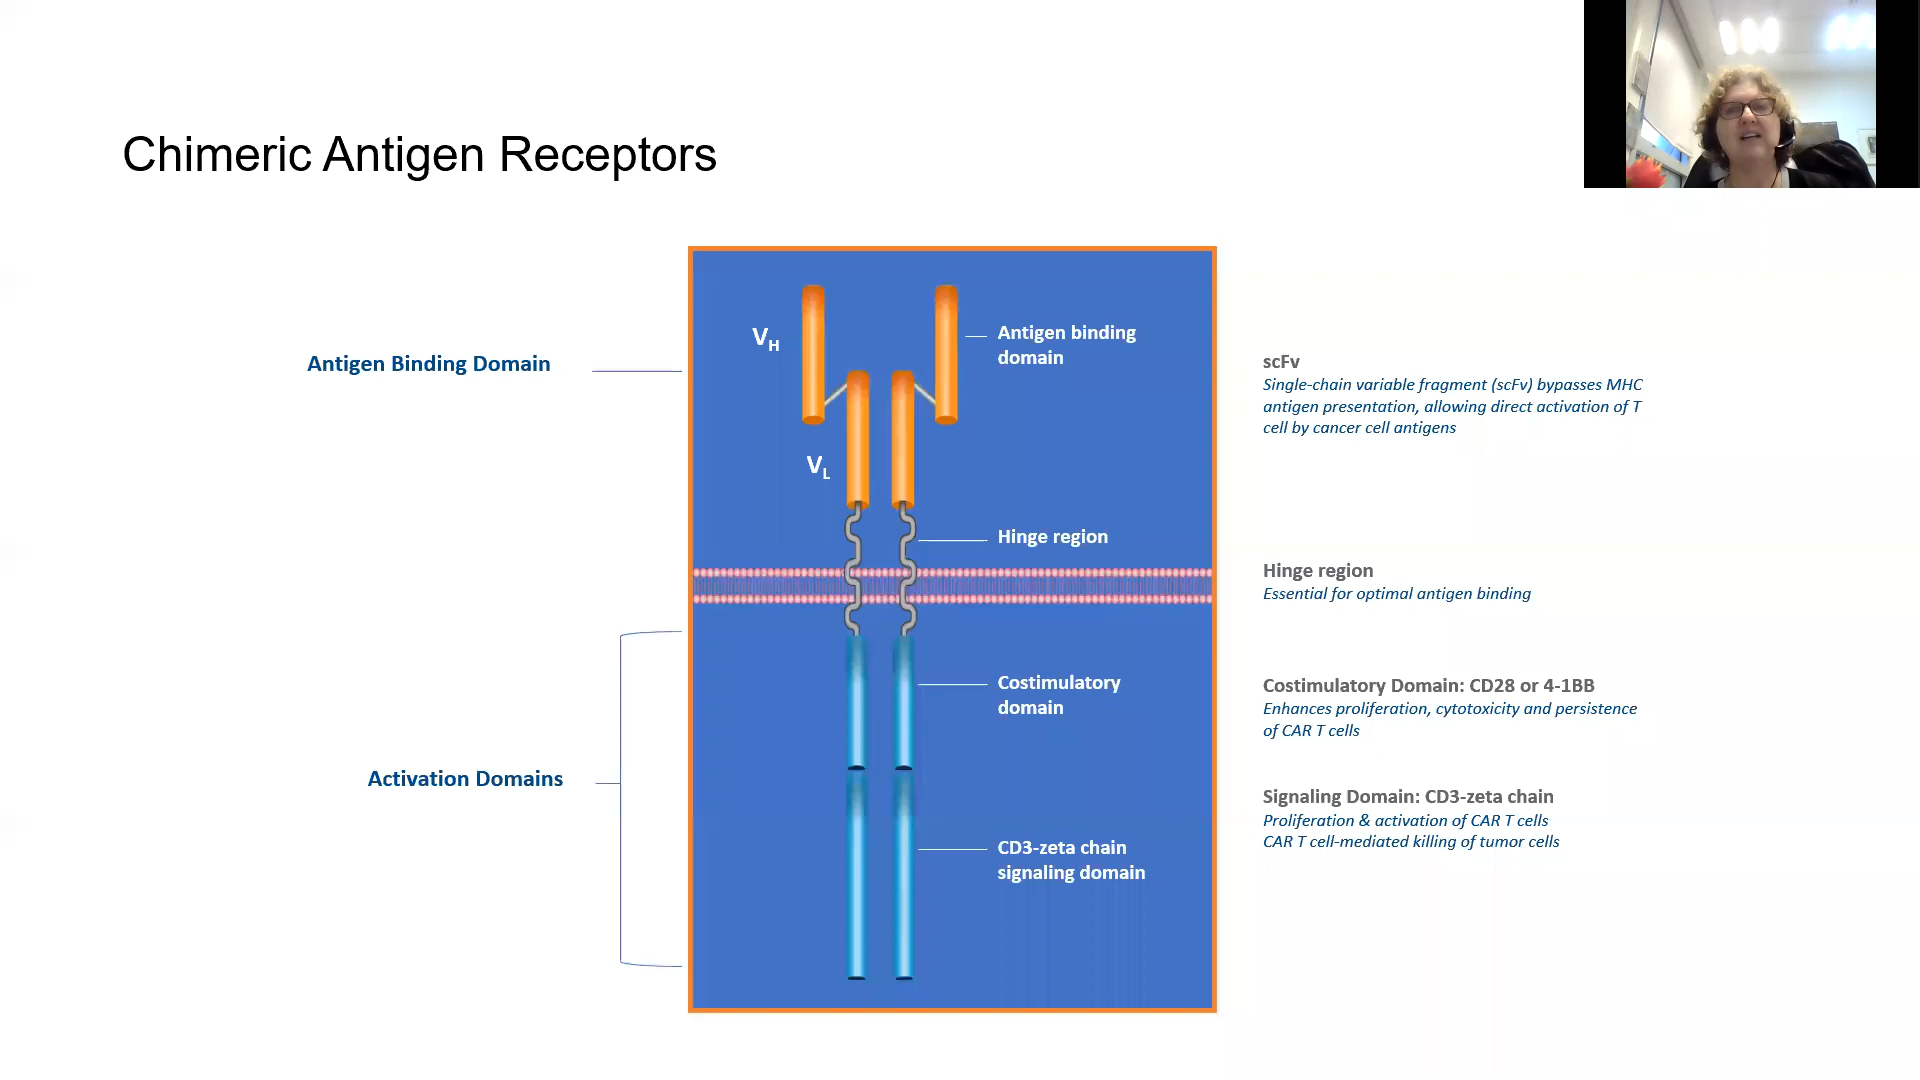 Chimeric Antigen Receptors
Antigen Binding Domain
Activation Domains
V_H
V_L
Antigen binding
domain
Hinge region
Costimulatory
domain
CD3-zeta chain
signaling domain
scFv
Single-chain variable fragment (scFv) bypasses MHC
antigen presentation, allowing direct activation of T
cell by cancer cell antigens
Hinge region
Essential for optimal antigen binding
Costimulatory Domain: CD28 or 4-1BB
Enhances proliferation, cytotoxicity and persistence
of CAR T cells
Signaling Domain: CD3-zeta chain
Proliferation & activation of CAR T cells
CAR T cell-mediated killing of tumor cells